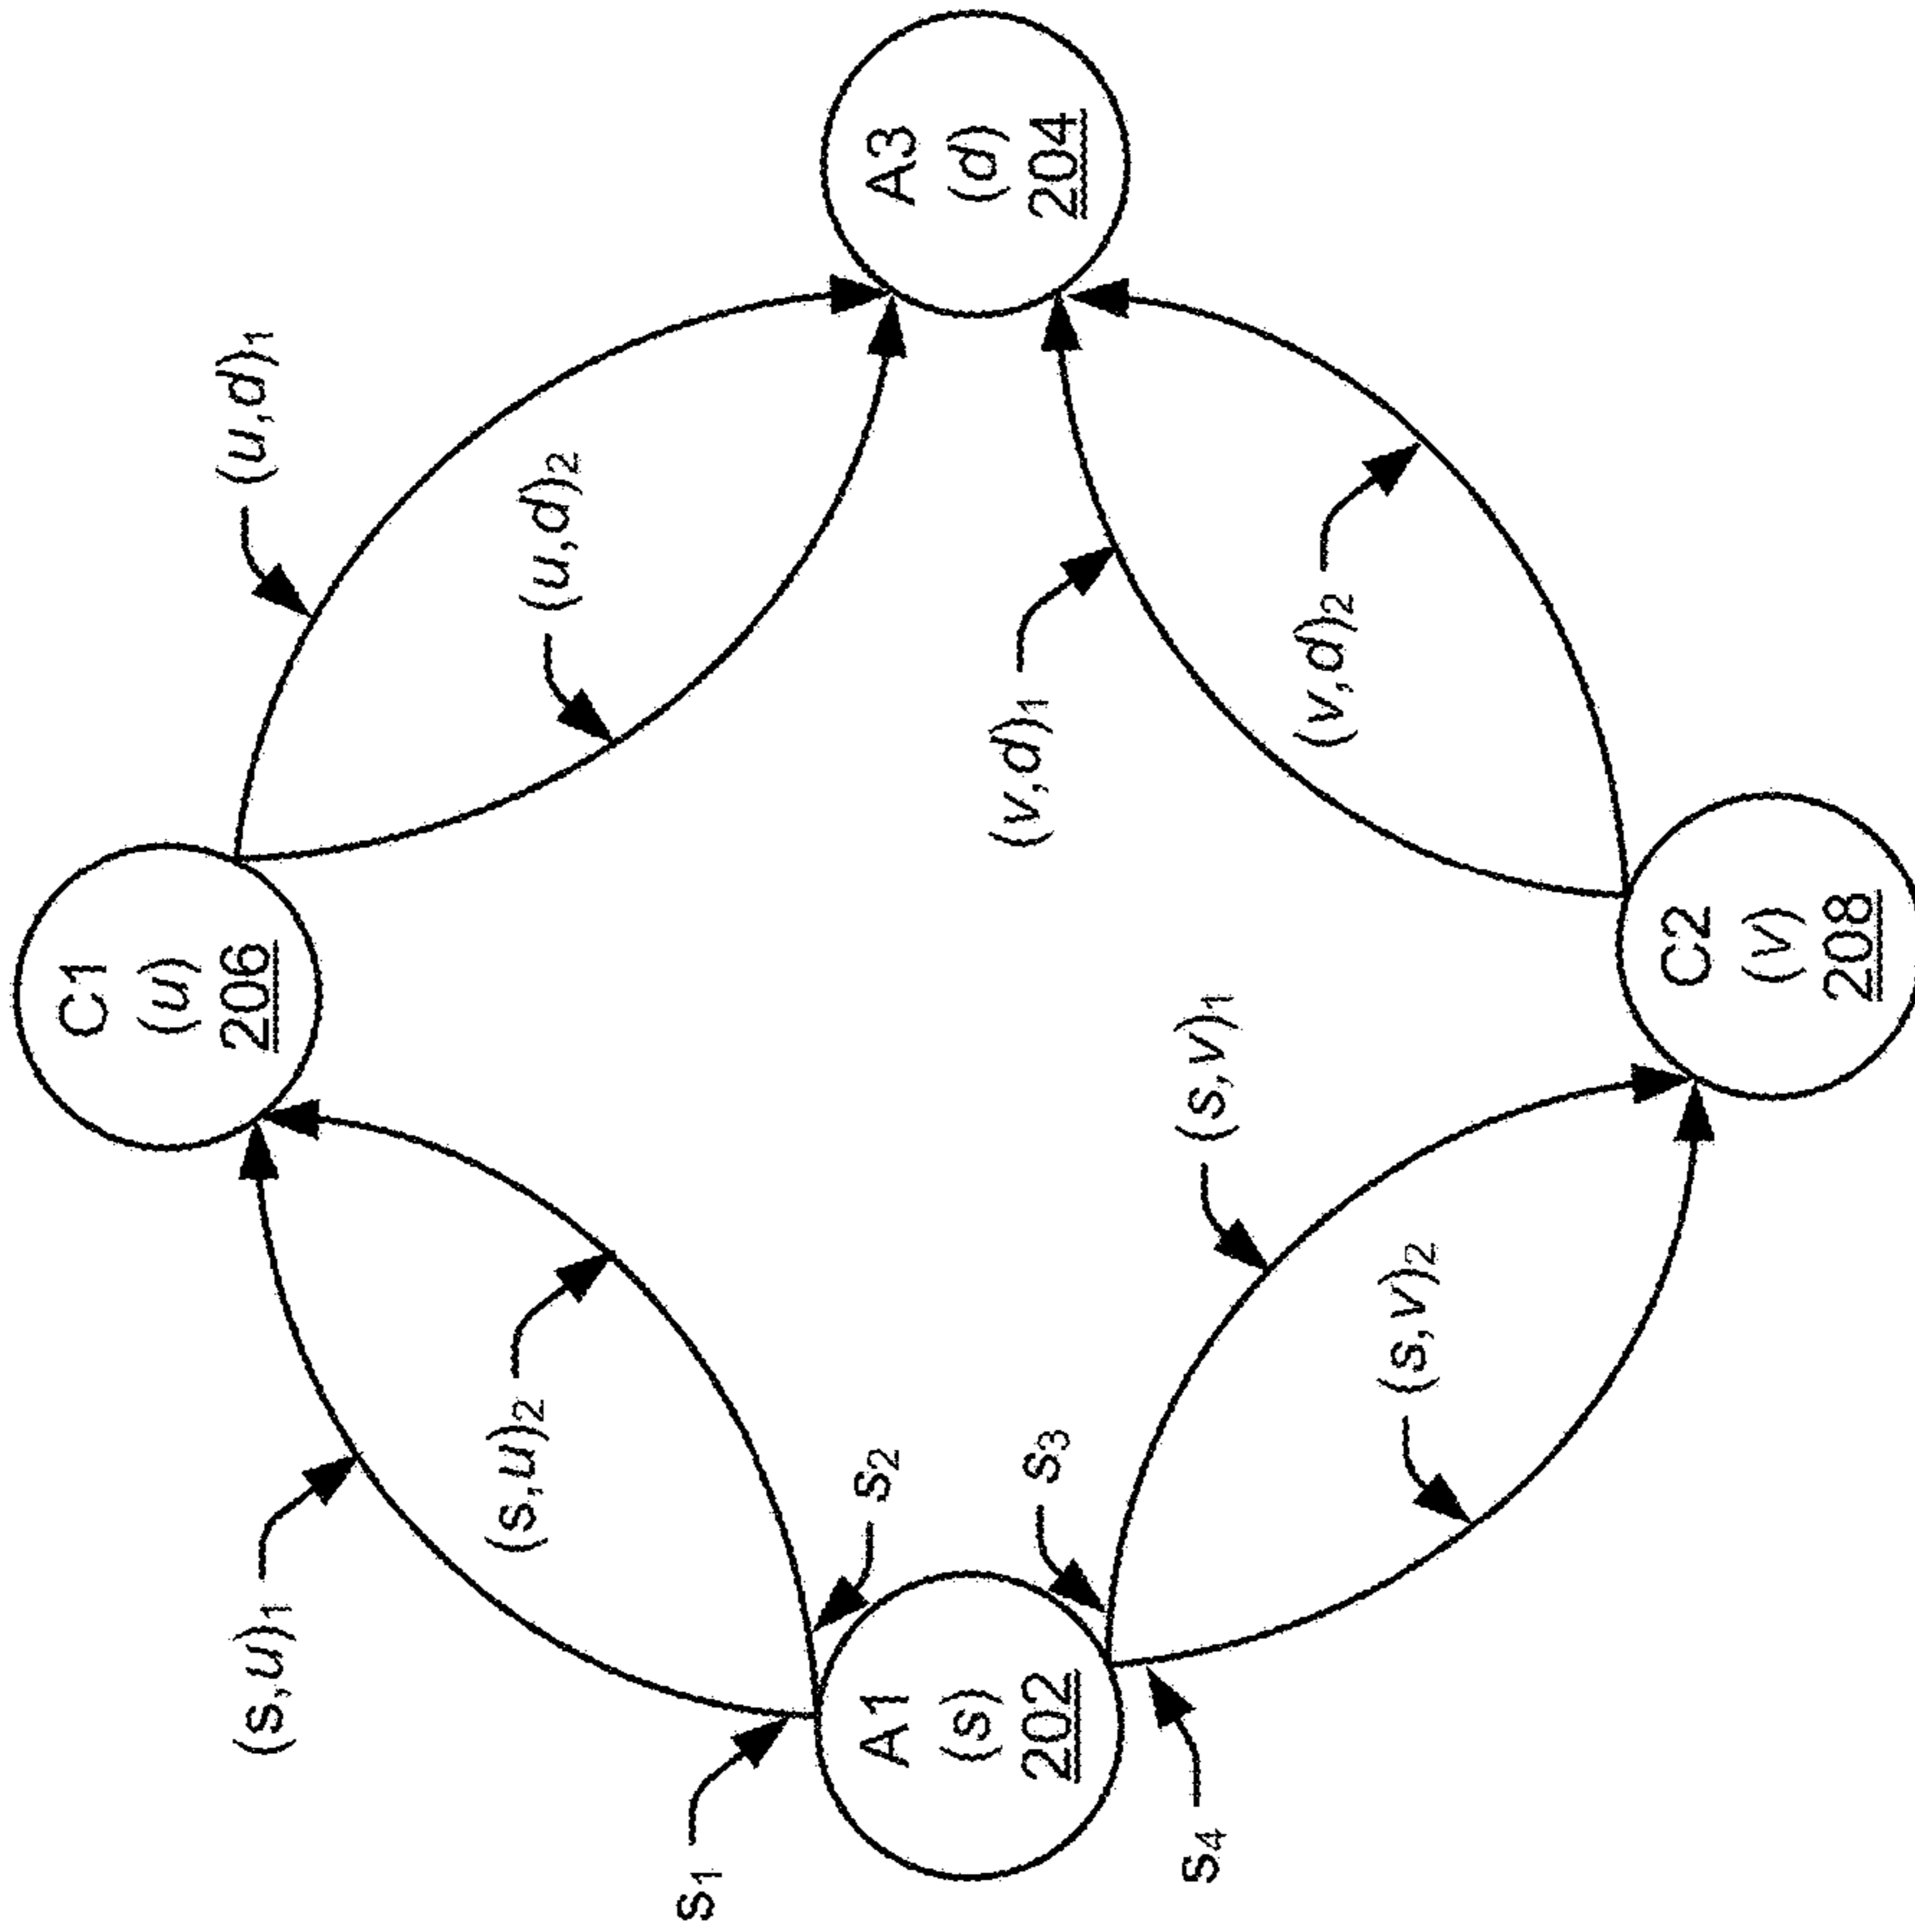 C1
(u)
206
(u,d)1
(s,u)1
(s,u)2
(u,d)2
s1
s2
A1
(s)
202
A3
(d)
204
(v,d)1
s3
s4
(s,v)1
(v,d)2
(s,v)2
C2
(v)
208